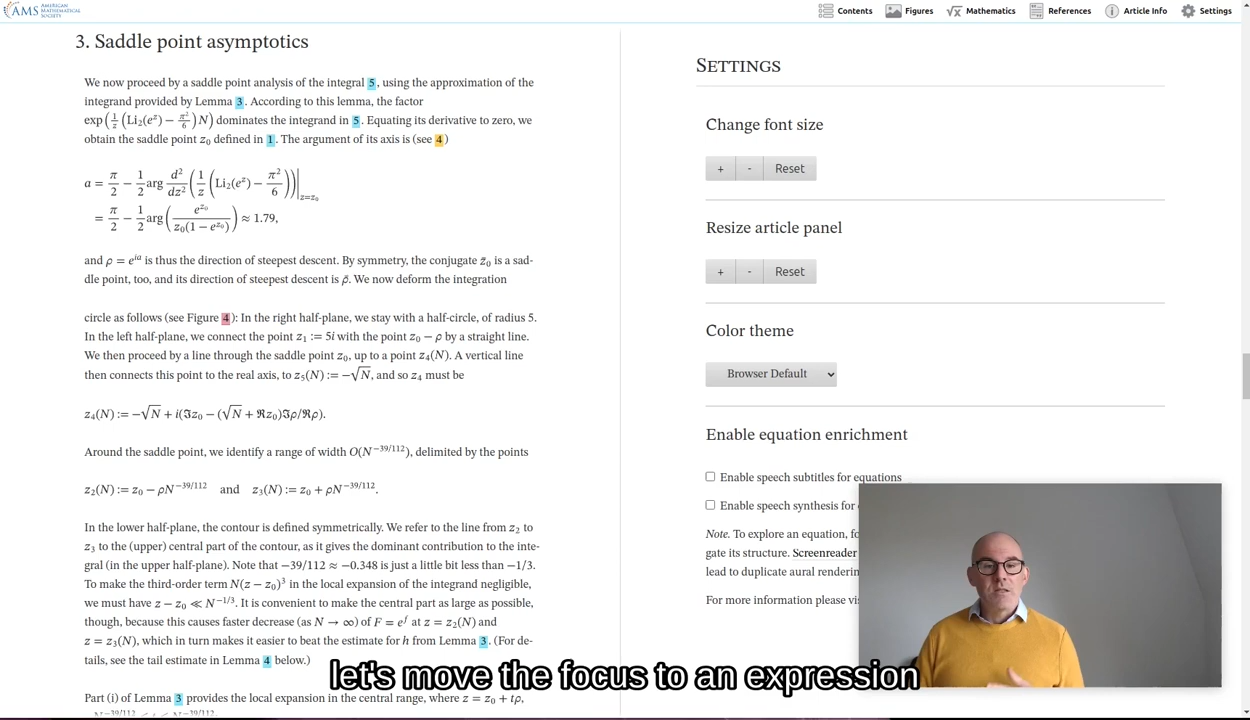 AMS AMERICAN MATHEMATICAL SOCIETY
Contents Figures Mathematics References Article Info Settings
3. Saddle point asymptotics
We now proceed by a saddle point analysis of the integral 5, using the approximation of the
integrand provided by Lemma 3. According to this lemma, the factor
exp(1/z (Li₂(e^z) − π²/6) N) dominates the integrand in 5. Equating its derivative to zero, we
obtain the saddle point z₀ defined in 1. The argument of its axis is (see 4)
a = π/2 − 1/2 arg d²/dz² (1/z (Li₂(e^z) − π²/6))|_{z=z₀}
= π/2 − 1/2 arg (e^{z₀}/(z₀(1 − e^{z₀}))) ≈ 1.79,
and ρ = e^{ia} is thus the direction of steepest descent. By symmetry, the conjugate z̄₀ is a sad-
dle point, too, and its direction of steepest descent is ρ̄. We now deform the integration
circle as follows (see Figure 4): In the right half-plane, we stay with a half-circle, of radius 5.
In the left half-plane, we connect the point z₁ := 5i with the point z₀ − ρ by a straight line.
We then proceed by a line through the saddle point z₀, up to a point z₄(N). A vertical line
then connects this point to the real axis, to z₅(N) := −√N, and so z₄ must be
z₄(N) := −√N + i(ℑz₀ − (√N + ℜz₀)ℑρ/ℜρ).
Around the saddle point, we identify a range of width O(N^{−39/112}), delimited by the points
z₂(N) := z₀ − ρN^{−39/112} and z₃(N) := z₀ + ρN^{−39/112}.
In the lower half-plane, the contour is defined symmetrically. We refer to the line from z₂ to
z₃ to the (upper) central part of the contour, as it gives the dominant contribution to the inte-
gral (in the upper half-plane). Note that −39/112 ≈ −0.348 is just a little bit less than −1/3.
To make the third-order term N(z − z₀)³ in the local expansion of the integrand negligible,
we must have z − z₀ ≪ N^{−1/3}. It is convenient to make the central part as large as possible,
though, because this causes faster decrease (as N → ∞) of F = e^f at z = z₂(N) and
z = z₃(N), which in turn makes it easier to beat the estimate for h from Lemma 3. (For de-
tails, see the tail estimate in Lemma 4 below.)
Part (i) of Lemma 3 provides the local expansion in the central range, where z = z₀ + tρ,
SETTINGS
Change font size
+ - Reset
Resize article panel
+ - Reset
Color theme
Browser Default
Enable equation enrichment
Enable speech subtitles for equations
Enable speech synthesis for
Note. To explore an equation, fo
gate its structure. Screenreader
lead to duplicate aural renderin
For more information please vis
let's move the focus to an expression